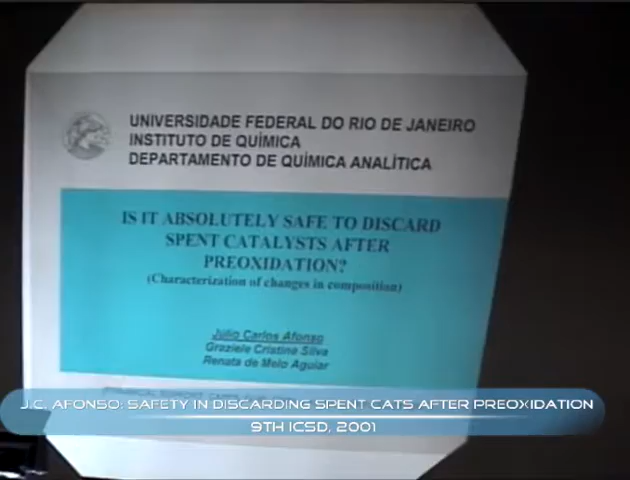 UNIVERSIDADE FEDERAL DO RIO DE JANEIRO
INSTITUTO DE QUÍMICA
DEPARTAMENTO DE QUÍMICA ANALÍTICA
IS IT ABSOLUTELY SAFE TO DISCARD
SPENT CATALYSTS AFTER
PREOXIDATION?
(Characterization of changes in composition)
Júlio Carlos Afonso
Graziele Cristina Silva
Renata de Melo Aguiar
J.C. AFONSO: SAFETY IN DISCARDING SPENT CATS AFTER PREOXIDATION
9TH ICSD, 2001